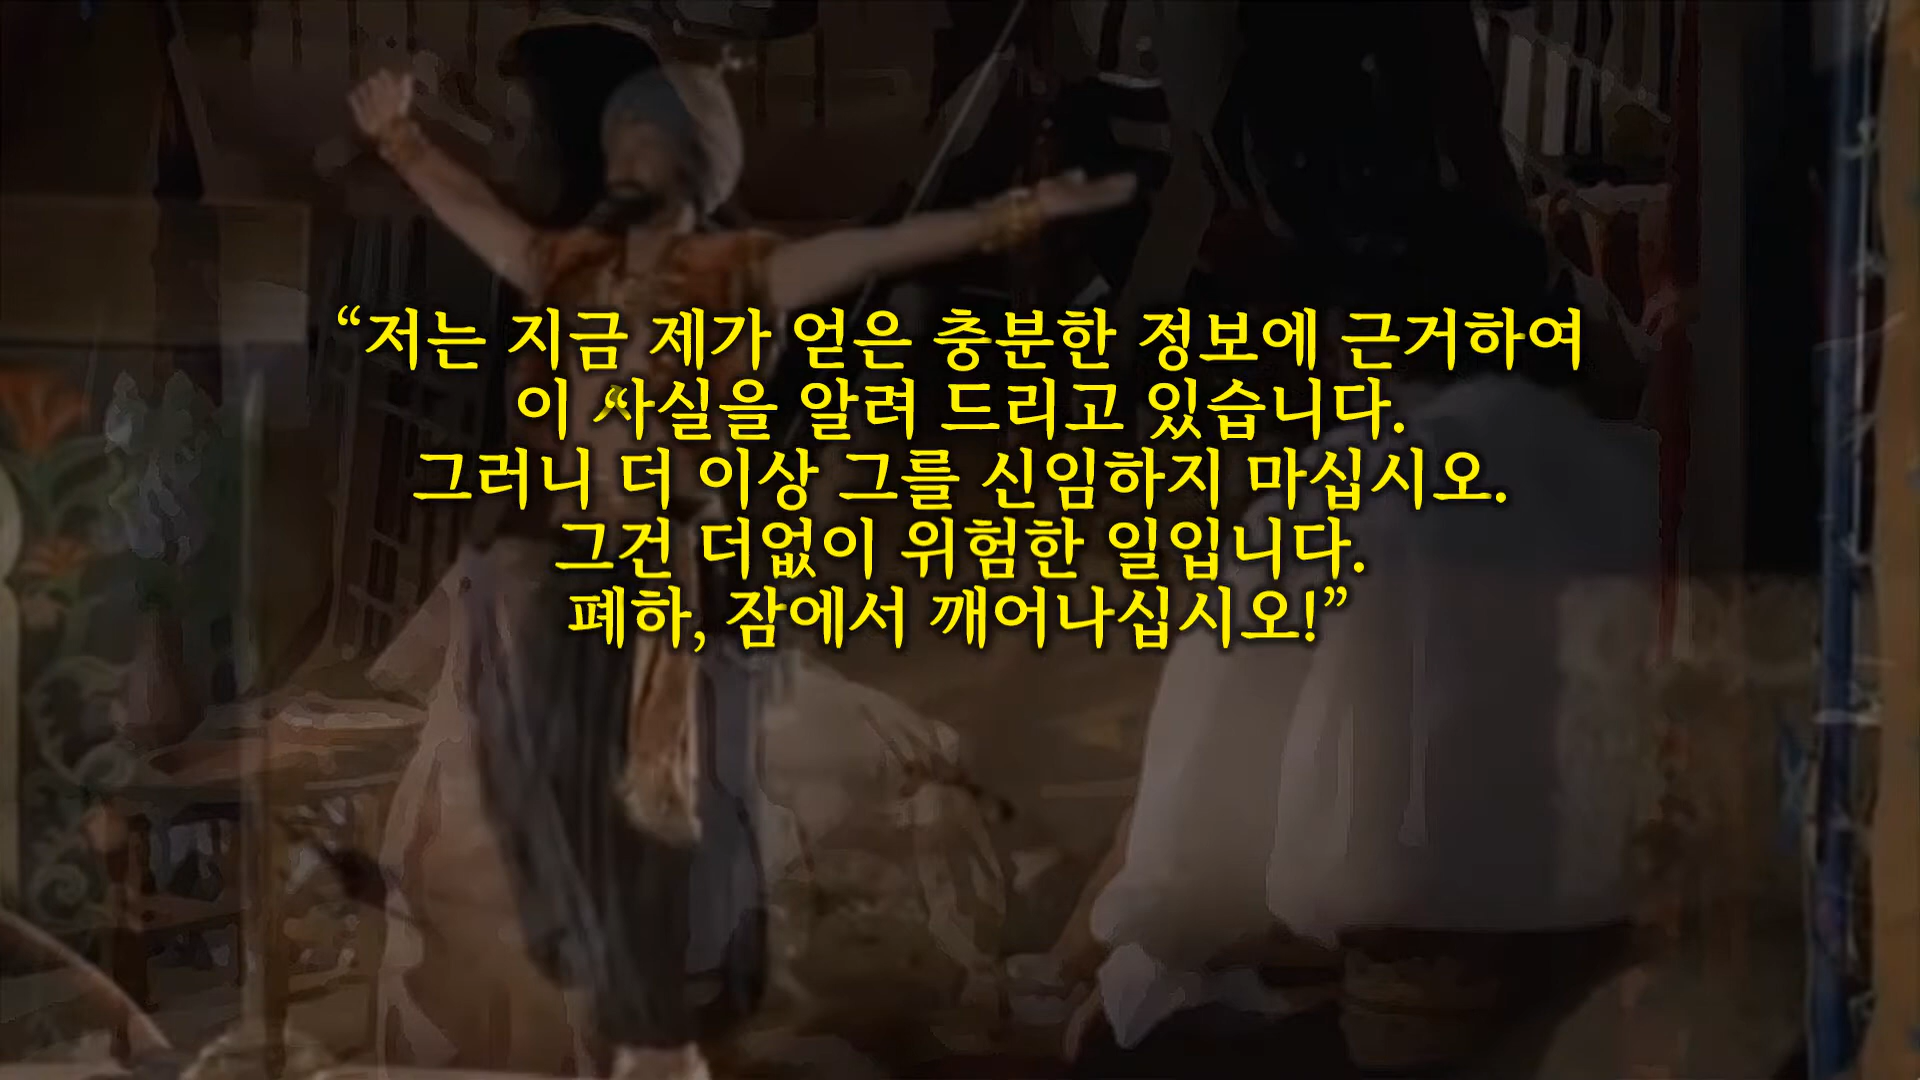 “저는 지금 제가 얻은 충분한 정보에 근거하여
이 사실을 알려 드리고 있습니다.
그러니 더 이상 그를 신임하지 마십시오.
그건 더없이 위험한 일입니다.
폐하, 잠에서 깨어나십시오!”